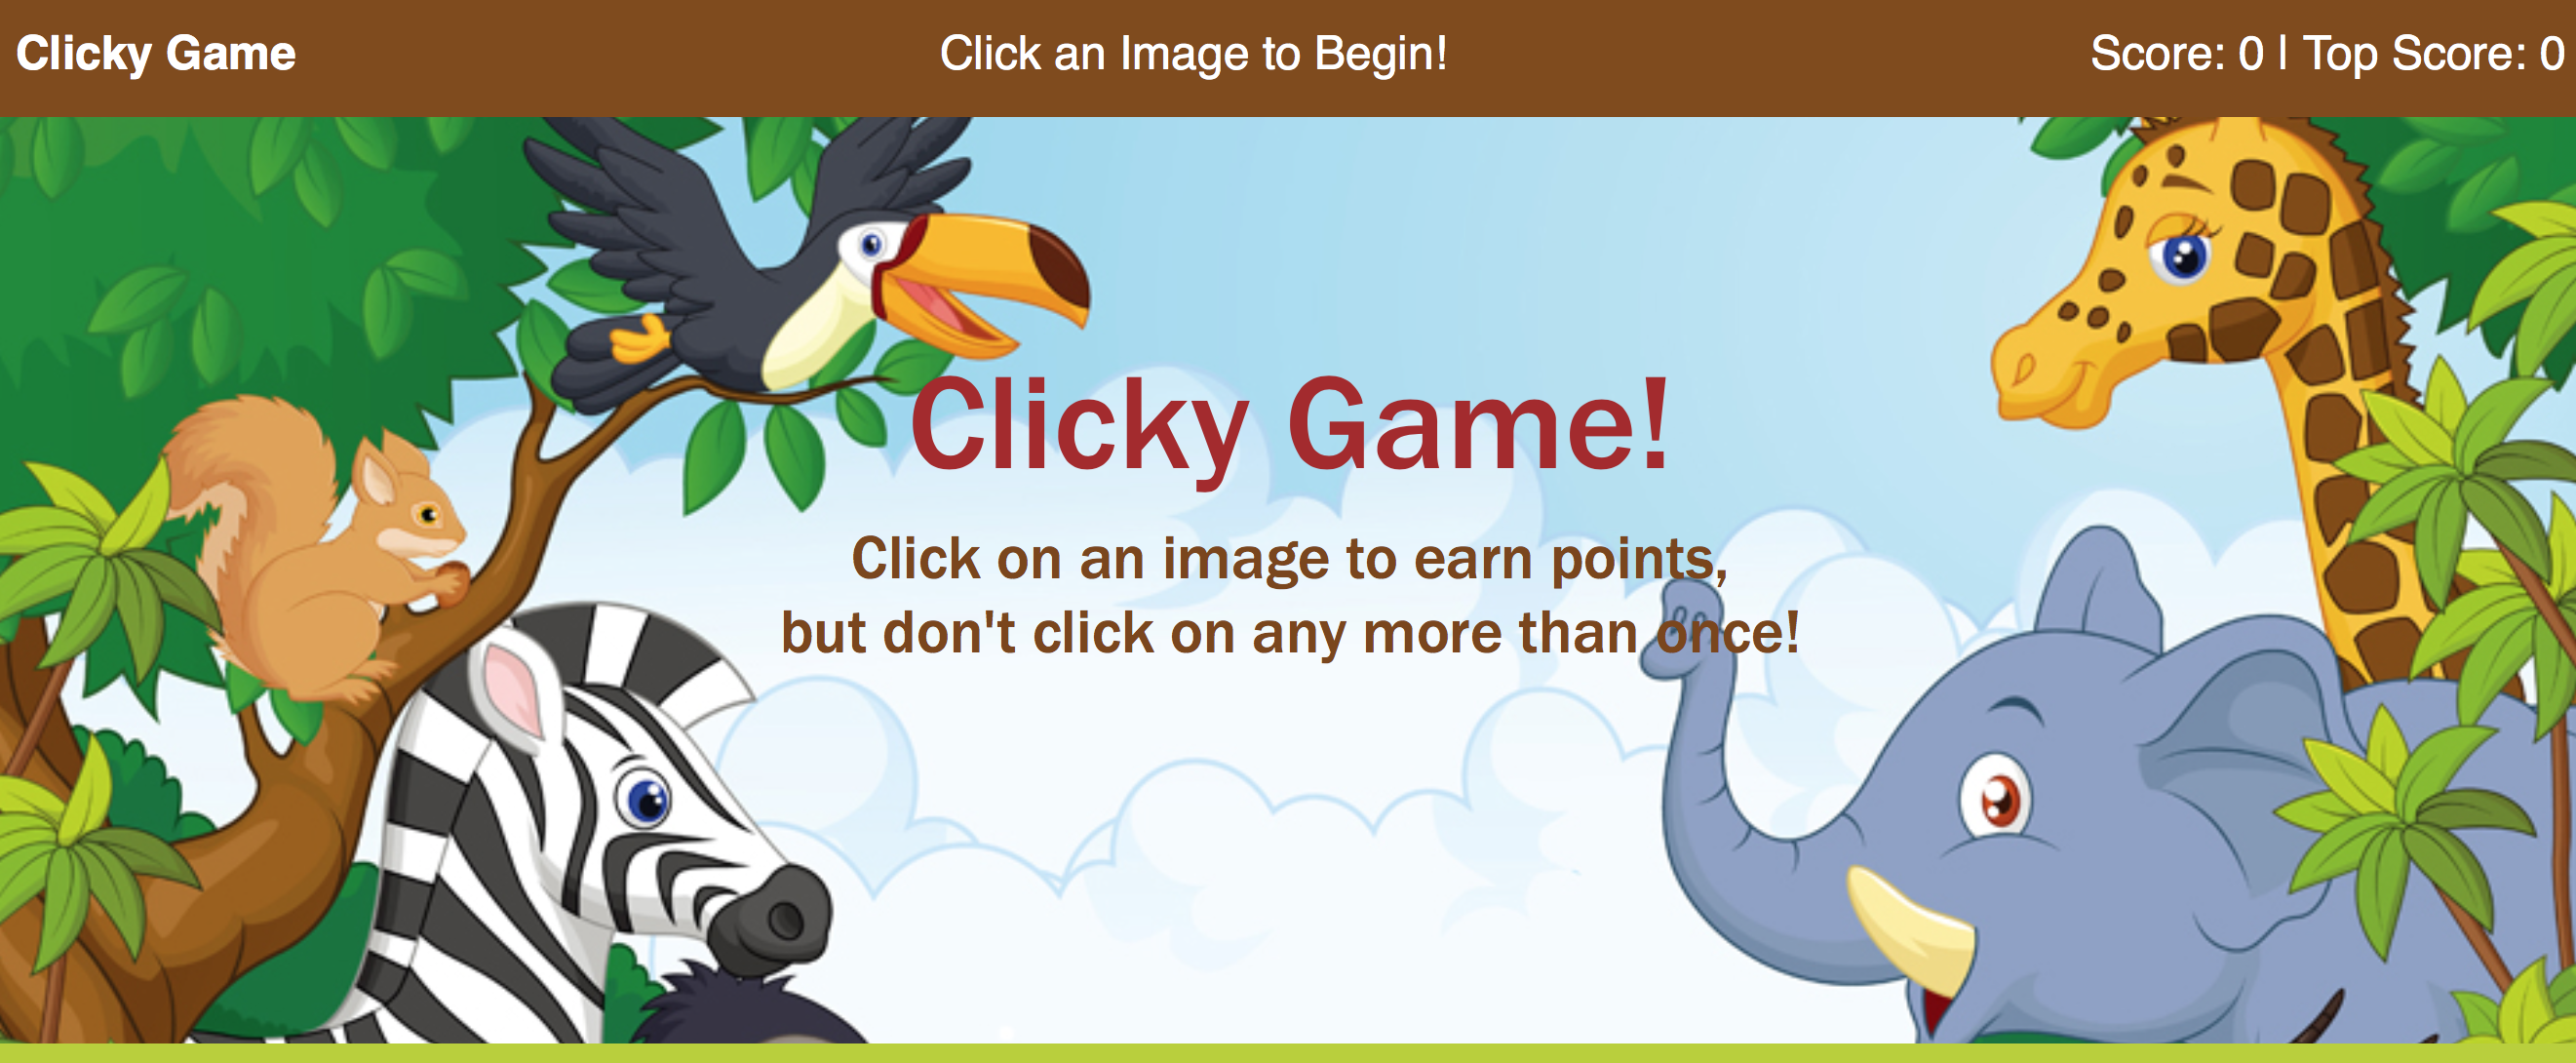 Clicky Game
Click an Image to Begin!
Score: 0 | Top Score: 0
Clicky Game!
Click on an image to earn points,
but don't click on any more than once!